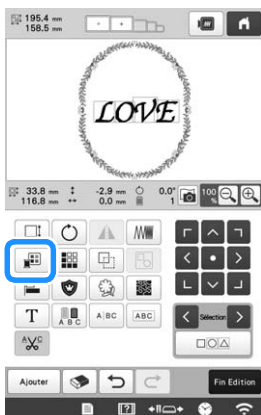 195.4 mm
158.5 mm
LOVE
33.8 mm -2.9 mm 0.0°
116.8 mm 0.0 mm 1
100 %
T A B C A B C ABC
Sélection
Ajouter Fin Edition